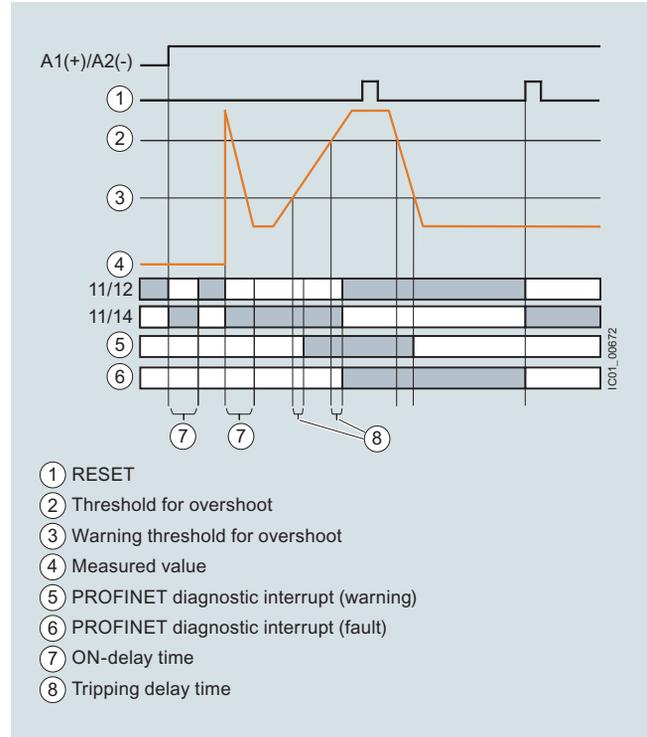 A1(+)/A2(-)
1
2
3
4
11/12
11/14
5
6
7 7 8
IC01_00672
1 RESET
2 Threshold for overshoot
3 Warning threshold for overshoot
4 Measured value
5 PROFINET diagnostic interrupt (warning)
6 PROFINET diagnostic interrupt (fault)
7 ON-delay time
8 Tripping delay time